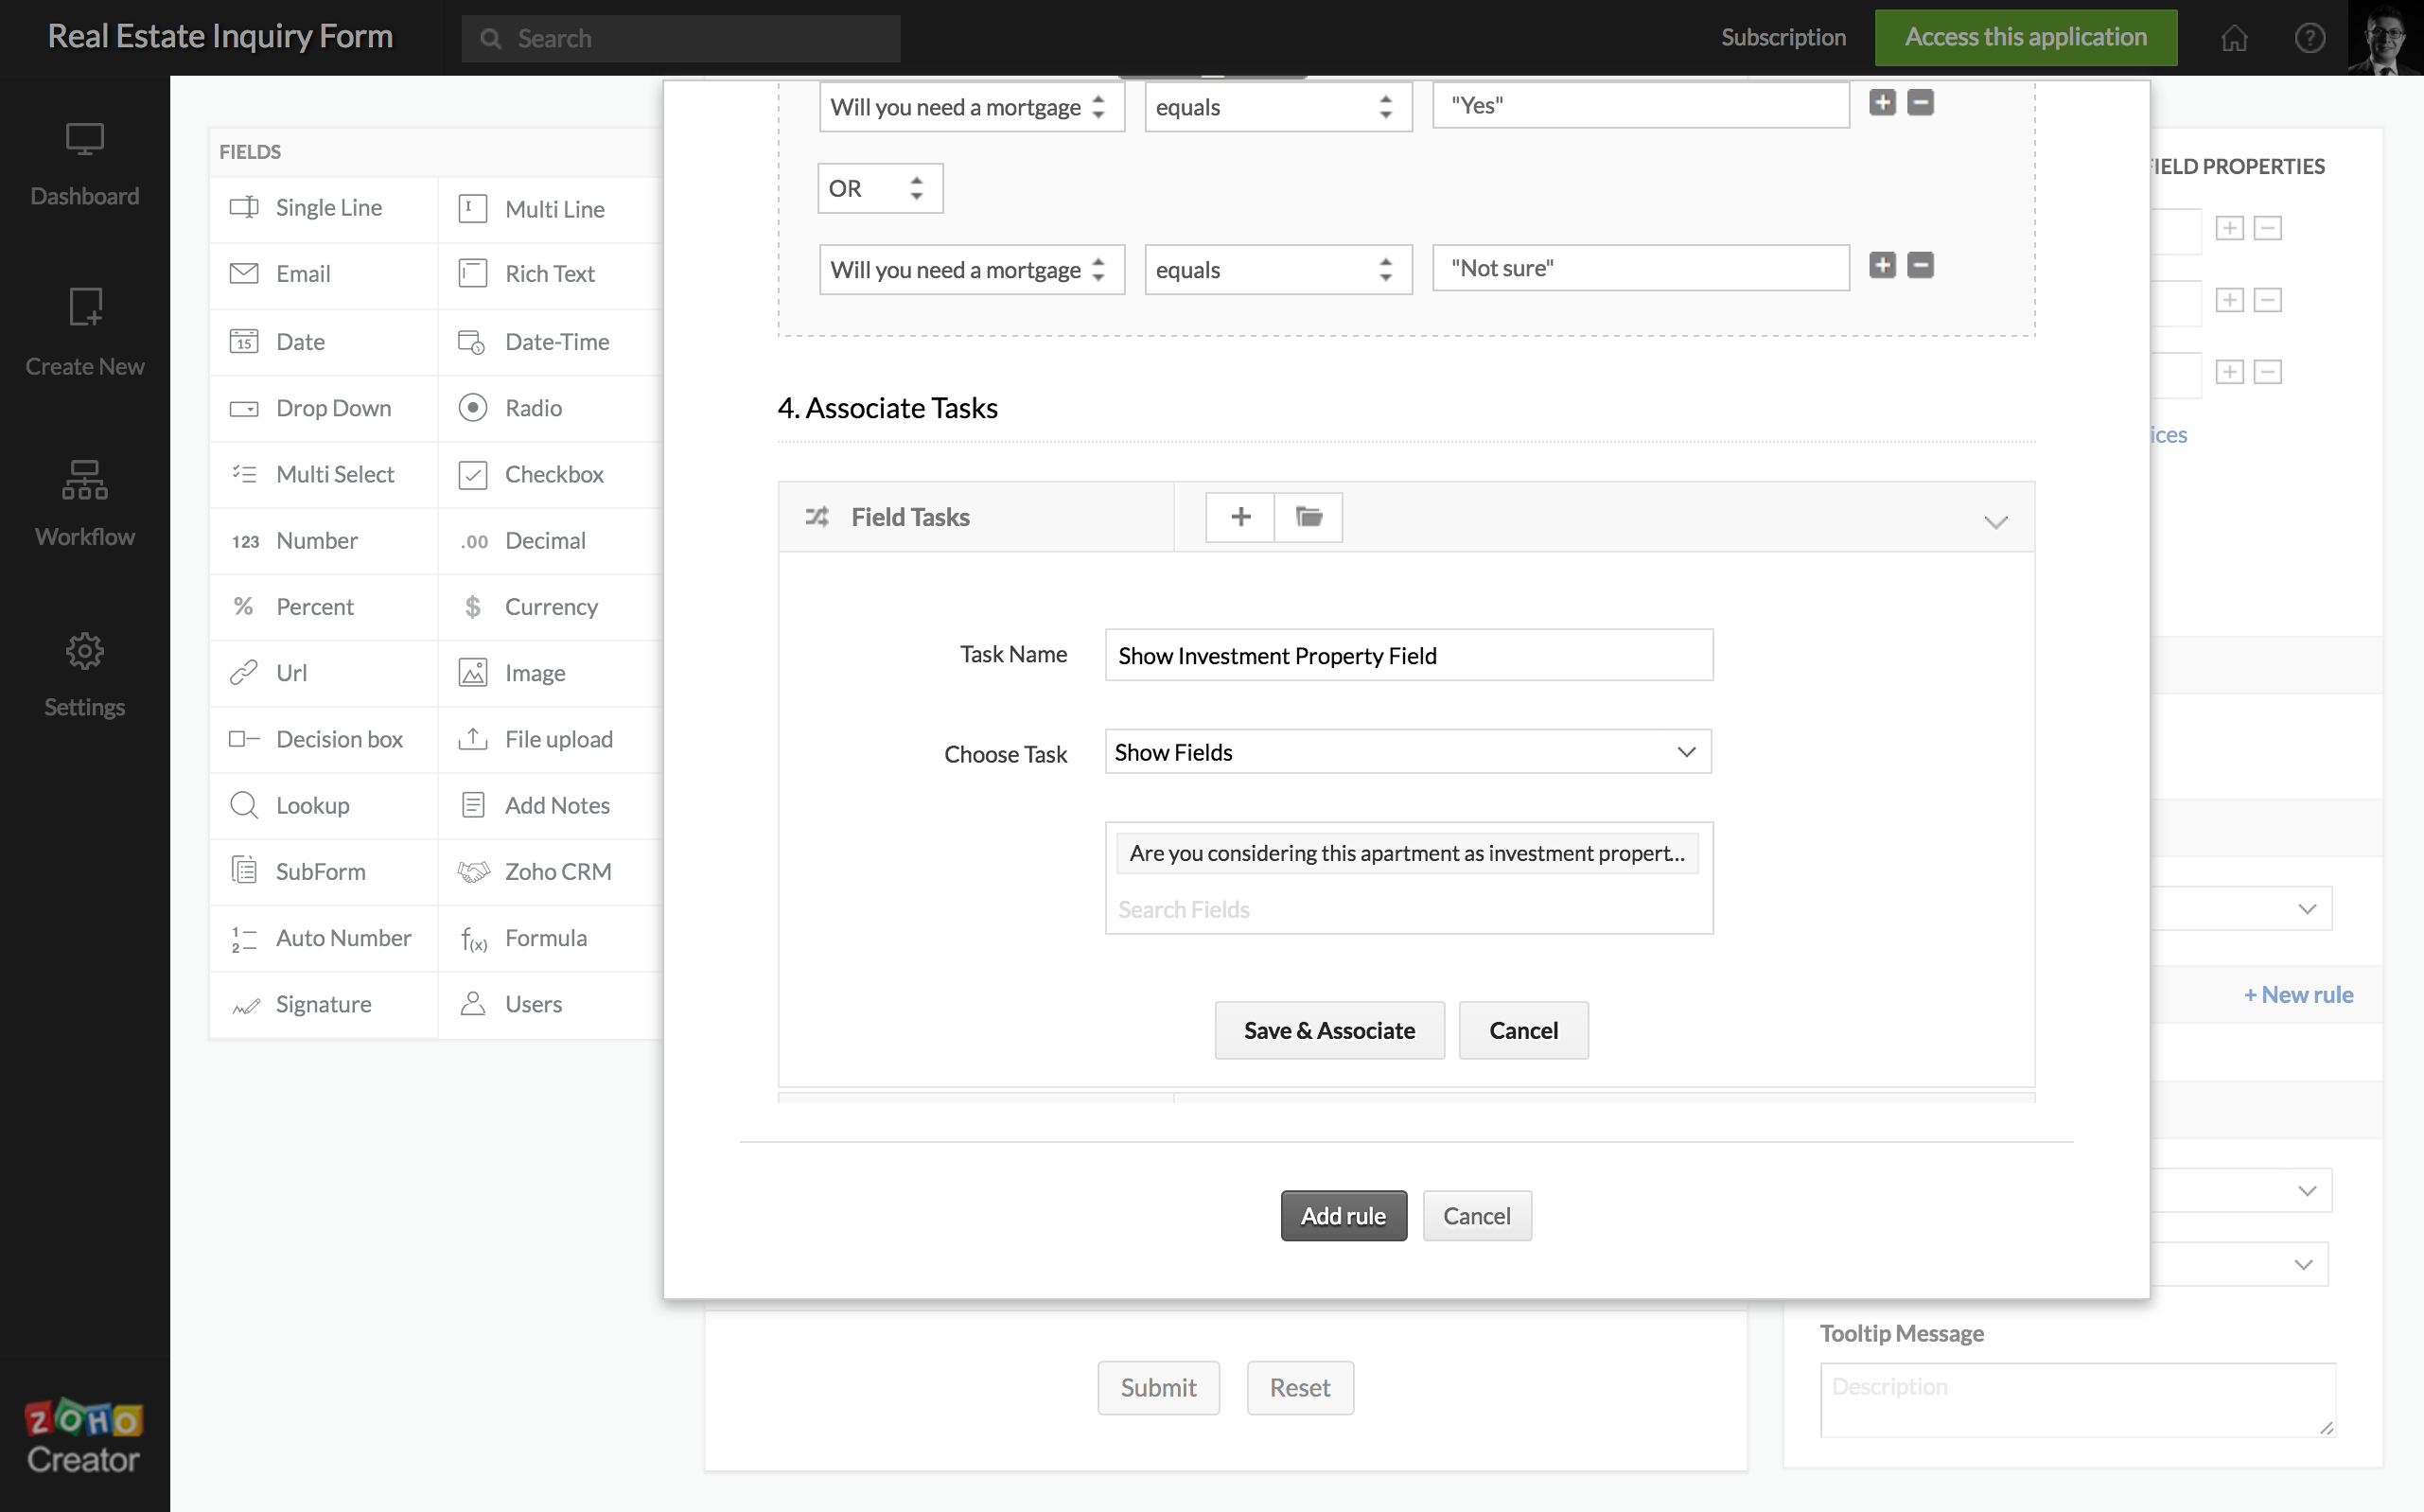 Real Estate Inquiry Form
Search
Subscription
Access this application
?
Dashboard
Create New
Workflow
Settings
ZOHO
Creator
FIELDS
Single Line
Multi Line
Email
Rich Text
15 Date
Date-Time
Drop Down
Radio
Multi Select
Checkbox
123 Number
.00 Decimal
% Percent
$ Currency
Url
Image
Decision box
File upload
Lookup
Add Notes
SubForm
Zoho CRM
1 2 Auto Number
f(x) Formula
Signature
Users
Will you need a mortgage equals "Yes"
OR
Will you need a mortgage equals "Not sure"
4. Associate Tasks
Field Tasks
Task Name Show Investment Property Field
Choose Task Show Fields
Are you considering this apartment as investment propert...
Search Fields
Save & Associate Cancel
Add rule Cancel
Submit Reset
IELD PROPERTIES
ices
+ New rule
Tooltip Message
Description